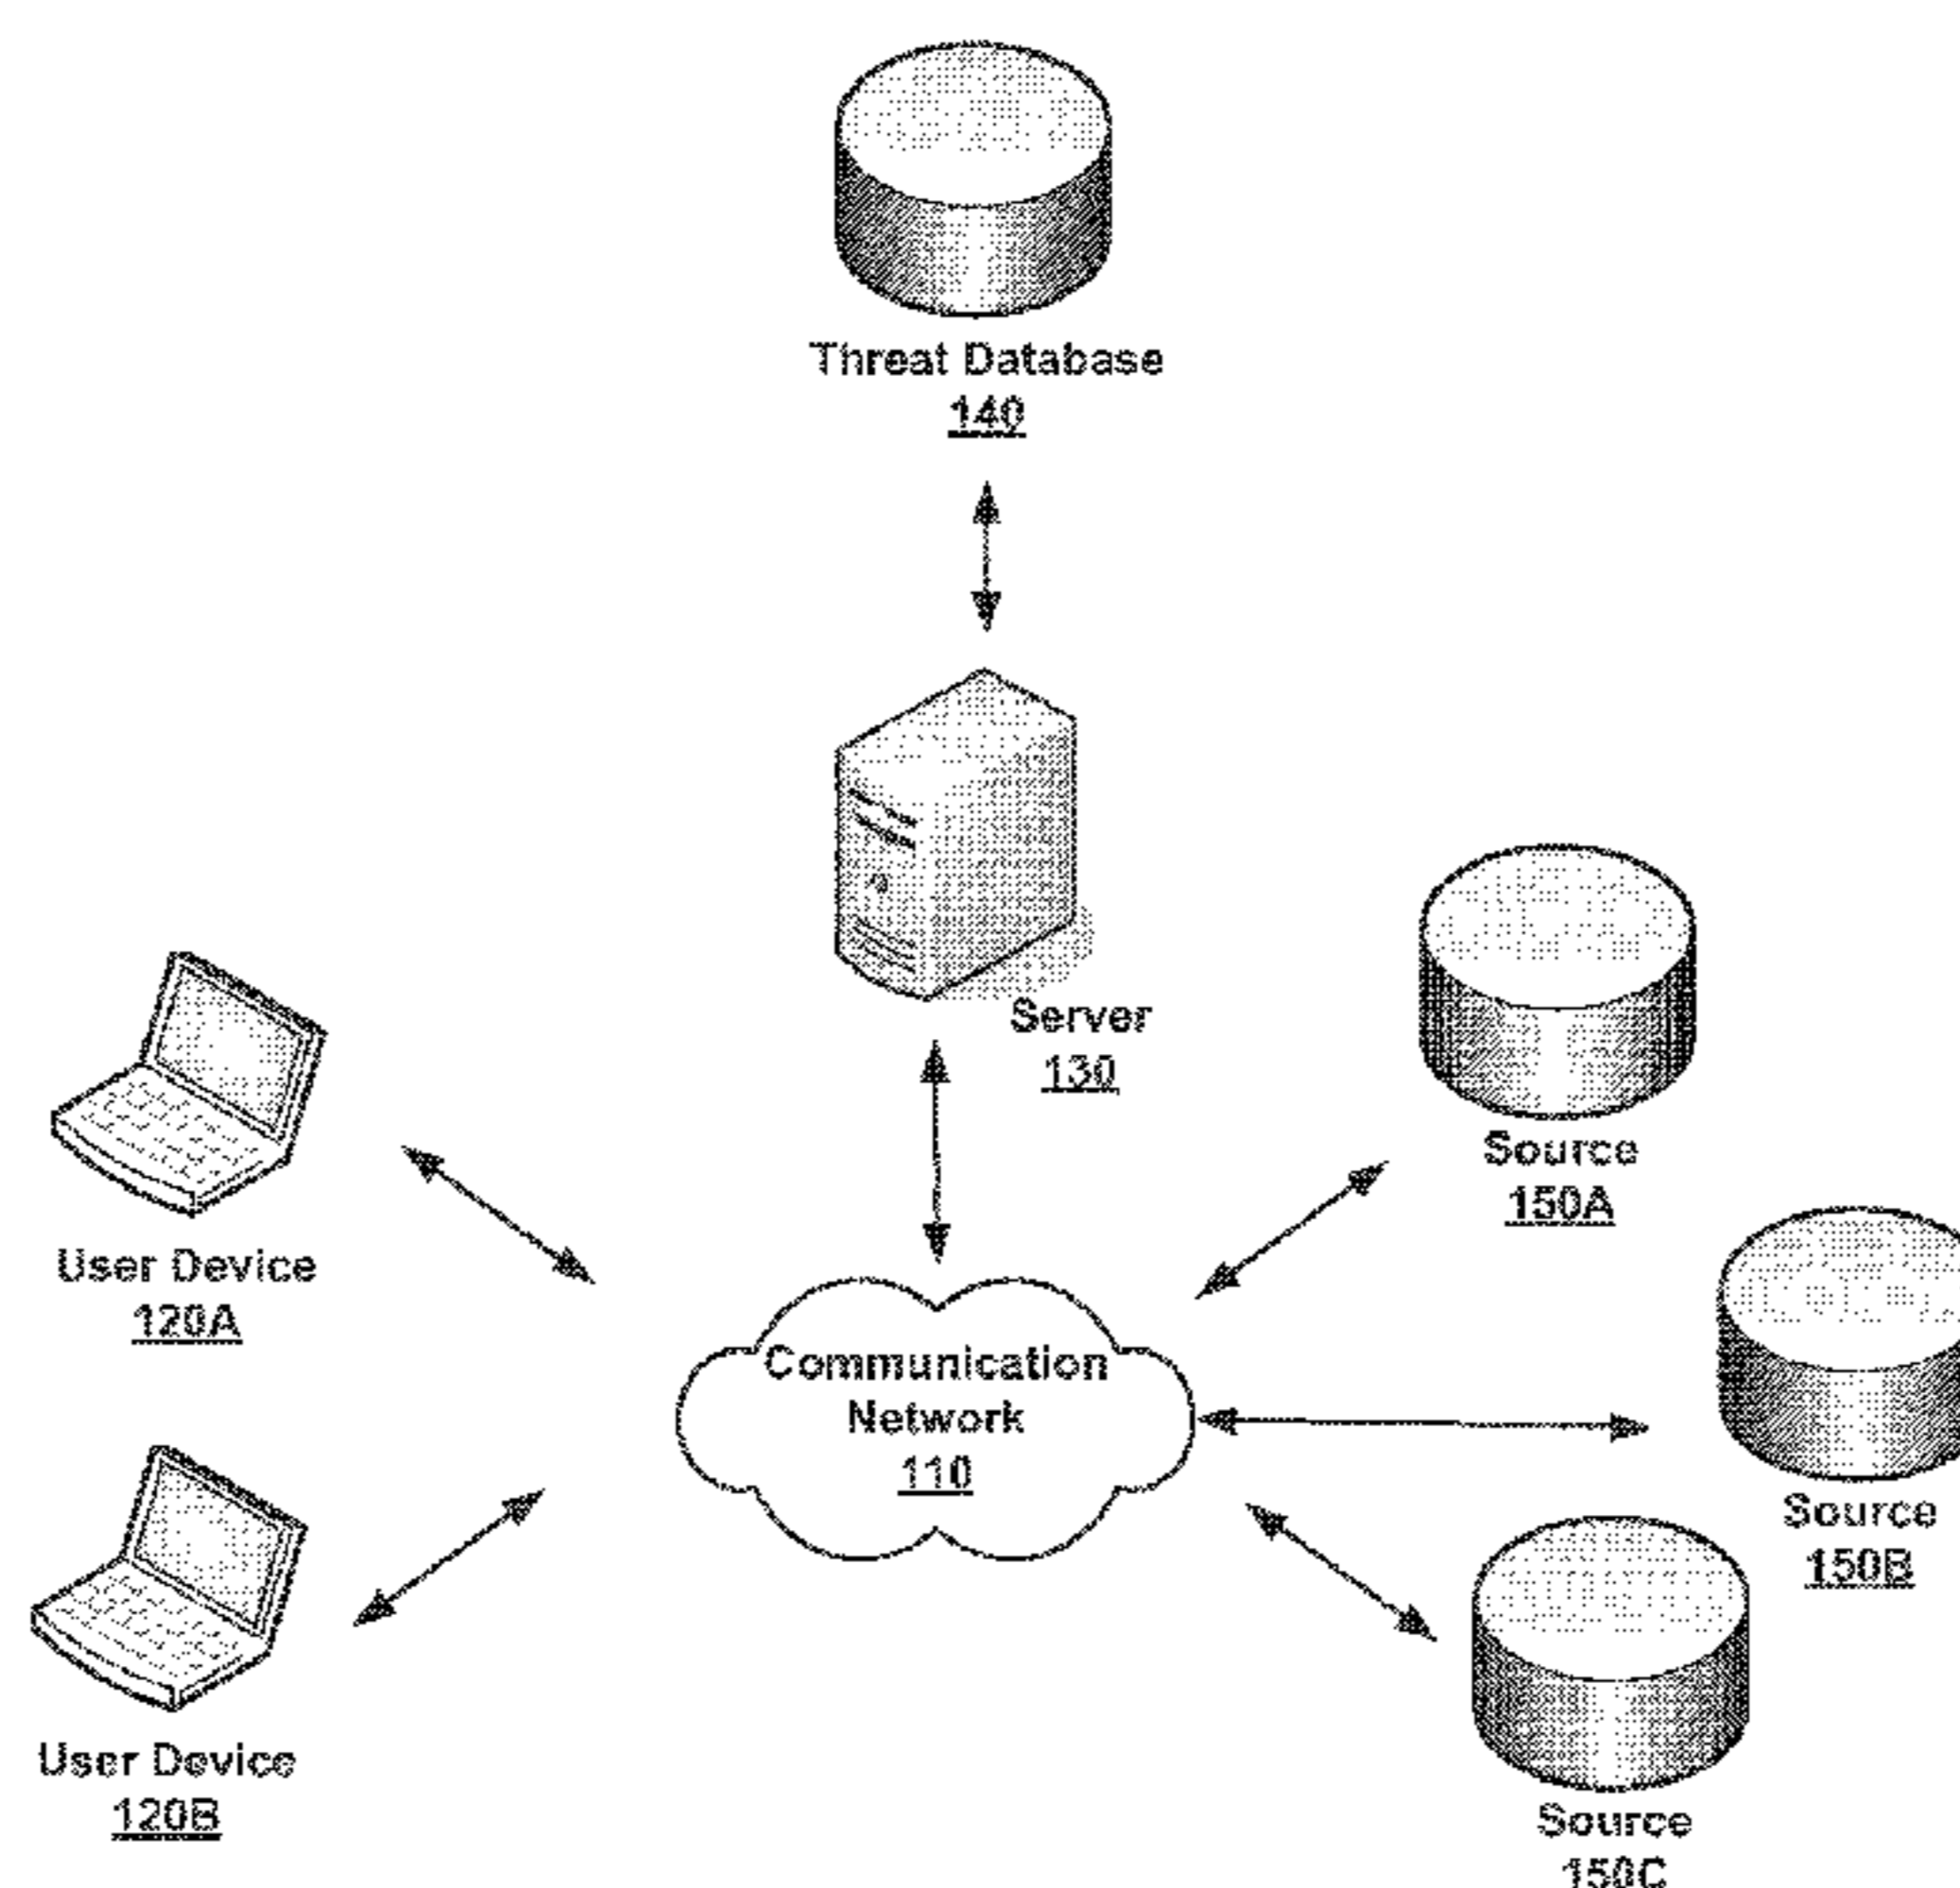 Threat Database
140
Server
130
Source
150A
User Device
120A
Communication
Network
110
Source
150B
User Device
120B
Source
150C